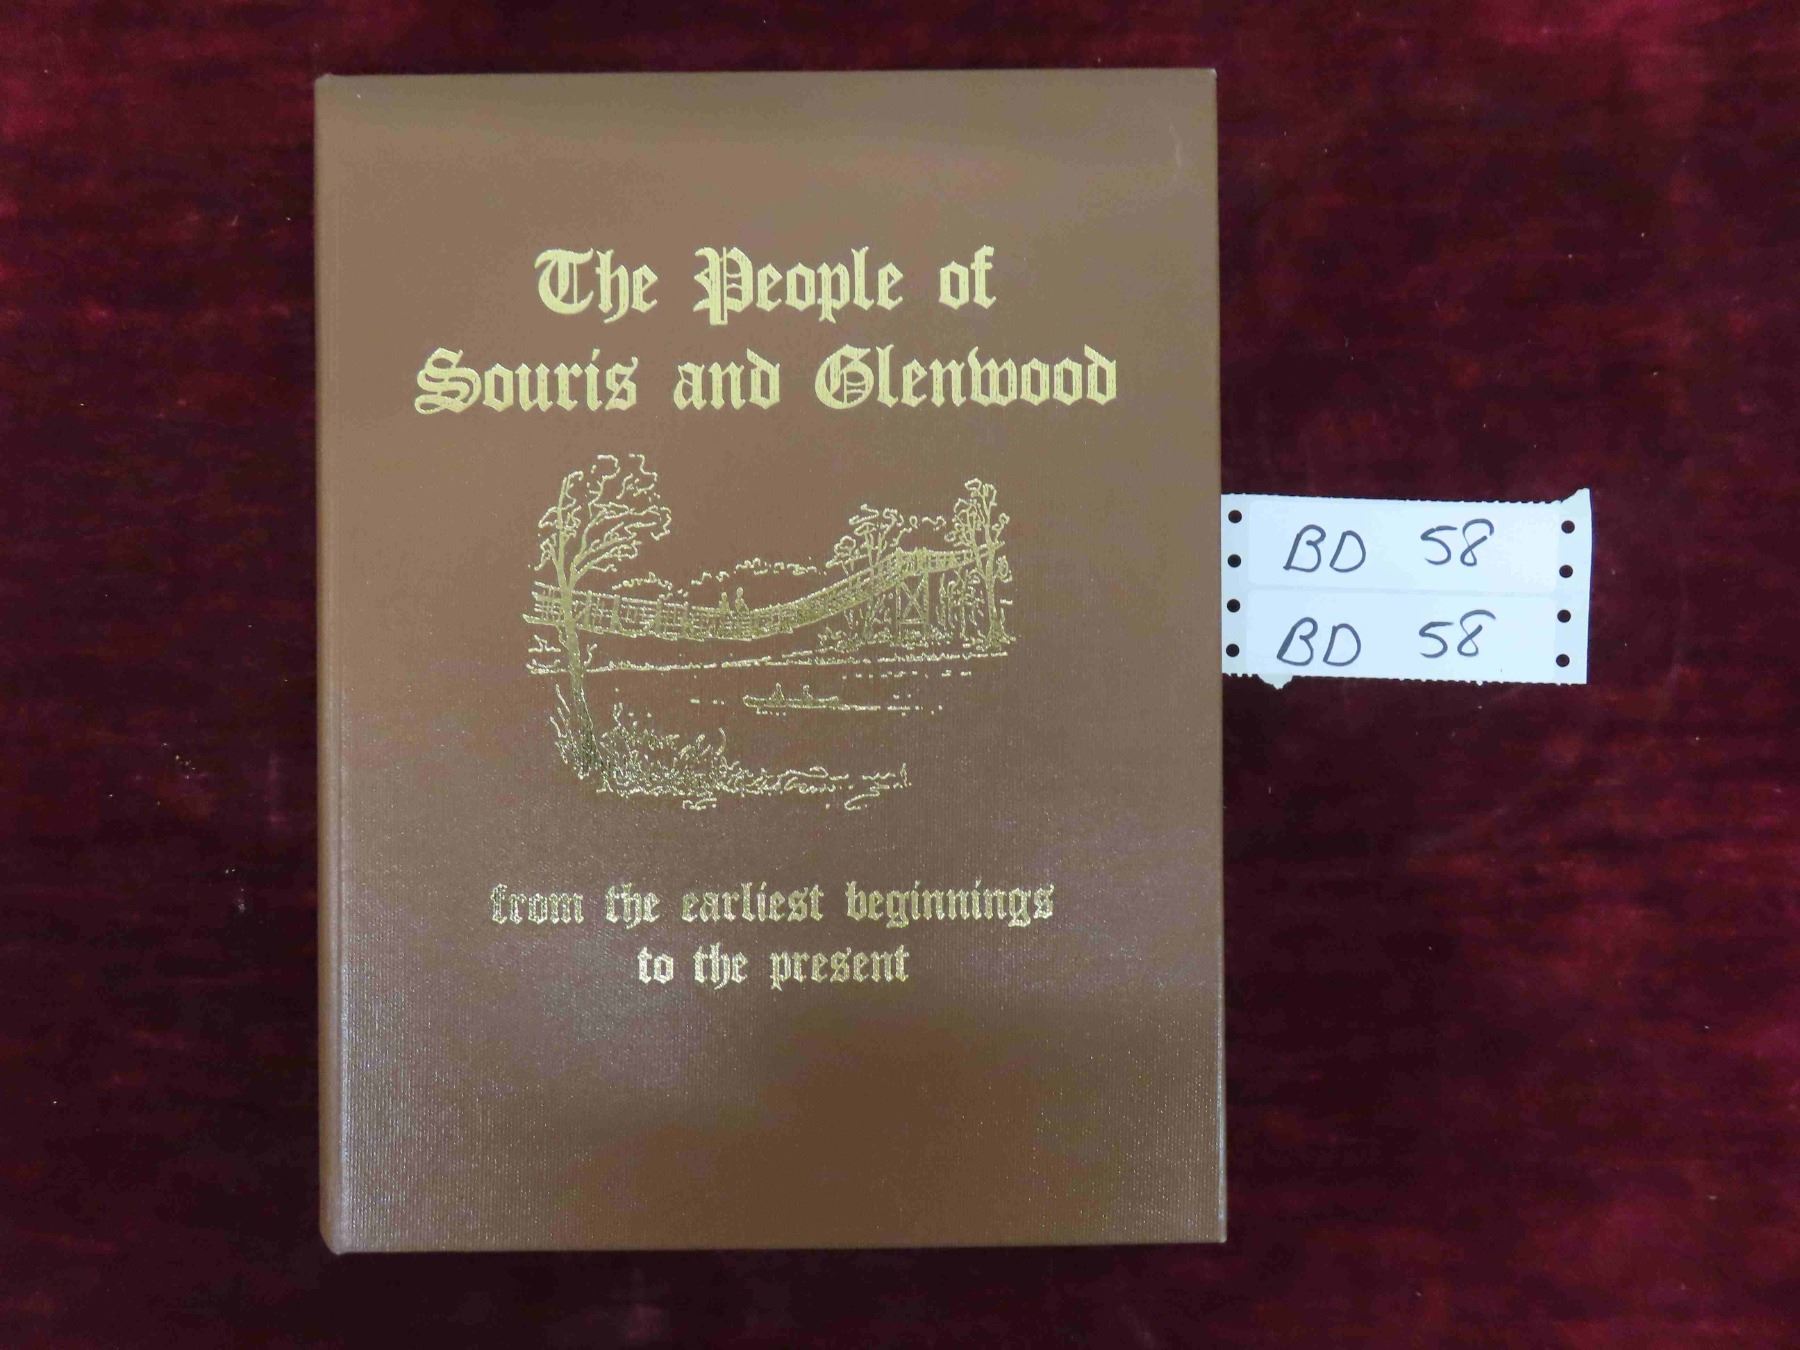 The People of
Souris and Glenwood
from the earliest beginnings
to the present
BD 58
BD 58